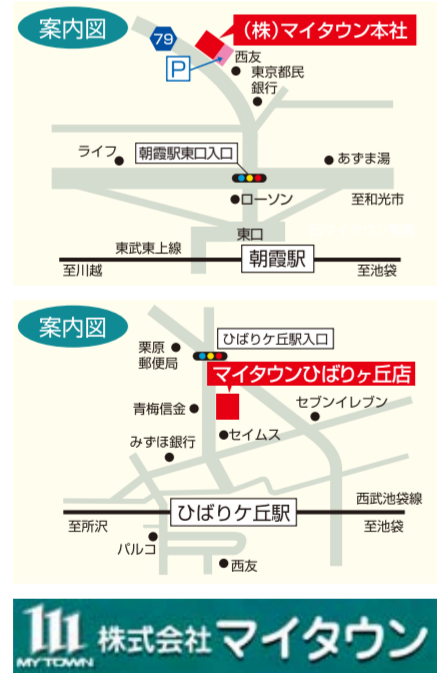 案内図
79
(株)マイタウン本社
P
西友
東京都民
銀行
ライフ
朝霞駅東口入口
あずま湯
ローソン
至和光市
東口
東武東上線
朝霞駅
至川越
至池袋
案内図
栗原
郵便局
ひばりケ丘駅入口
マイタウンひばりヶ丘店
青梅信金
セブンイレブン
みずほ銀行
セイムス
西武池袋線
ひばりケ丘駅
至所沢
至池袋
パルコ
西友
MYTOWN
株式会社マイタウン